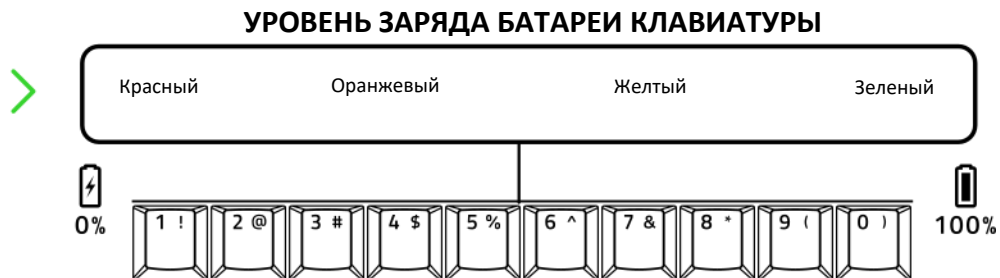 УРОВЕНЬ ЗАРЯДА БАТАРЕИ КЛАВИАТУРЫ
Красный Оранжевый Желтый Зеленый
0% 100%
1 ! 2 @ 3 # 4 $ 5 % 6 ^ 7 & 8 * 9 ( 0 )